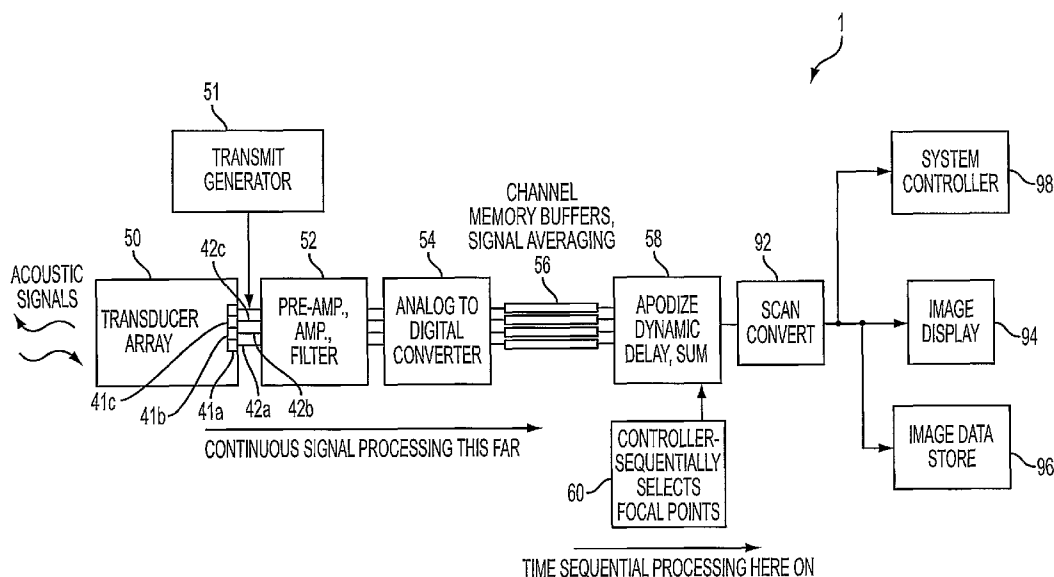 1
51
TRANSMIT
GENERATOR
SYSTEM
CONTROLLER
98
CHANNEL
MEMORY BUFFERS,
SIGNAL AVERAGING
50
42c
52
54
56
58
92
ACOUSTIC
SIGNALS
TRANSDUCER
ARRAY
PRE-AMP.,
AMP.,
FILTER
ANALOG TO
DIGITAL
CONVERTER
APODIZE
DYNAMIC
DELAY, SUM
SCAN
CONVERT
IMAGE
DISPLAY
94
41c
41b
41a
42a
42b
CONTINUOUS SIGNAL PROCESSING THIS FAR
CONTROLLER-
SEQUENTIALLY
SELECTS
FOCAL POINTS
60
IMAGE DATA
STORE
96
TIME SEQUENTIAL PROCESSING HERE ON